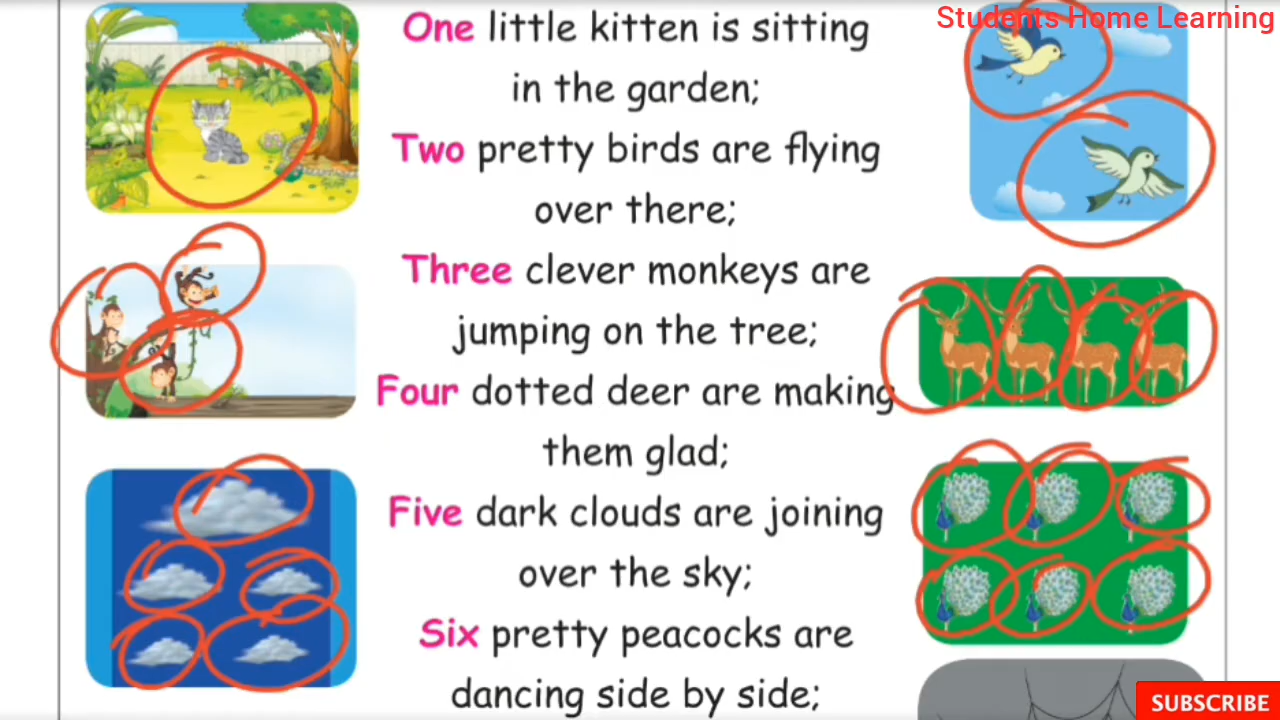 Students Home Learning
One little kitten is sitting
in the garden;
Two pretty birds are flying
over there;
Three clever monkeys are
jumping on the tree;
Four dotted deer are making
them glad;
Five dark clouds are joining
over the sky;
Six pretty peacocks are
dancing side by side;
SUBSCRIBE